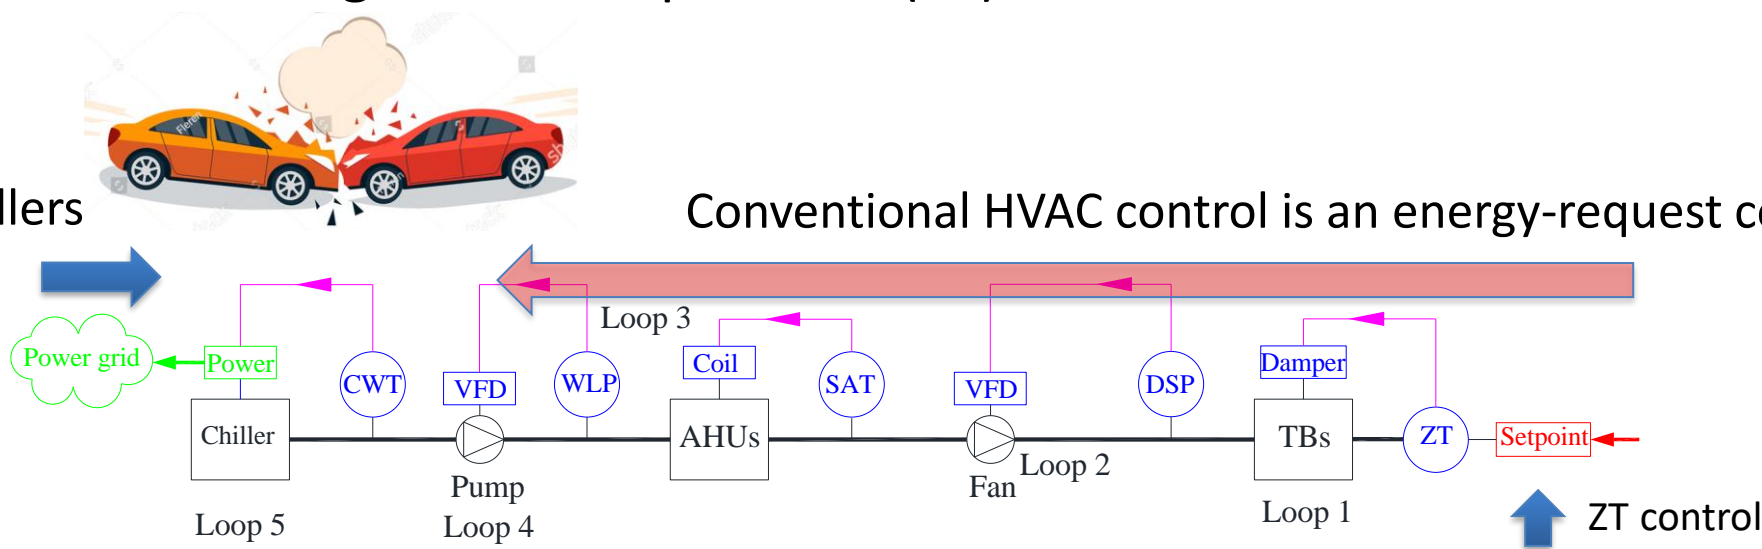 llers
Conventional HVAC control is an energy-request co
Loop 3
Power grid
Power
CWT
VFD
WLP
Coil
SAT
VFD
DSP
Damper
Chiller
AHUs
TBs
ZT
Setpoint
Pump
Fan
Loop 2
Loop 5
Loop 4
Loop 1
ZT control